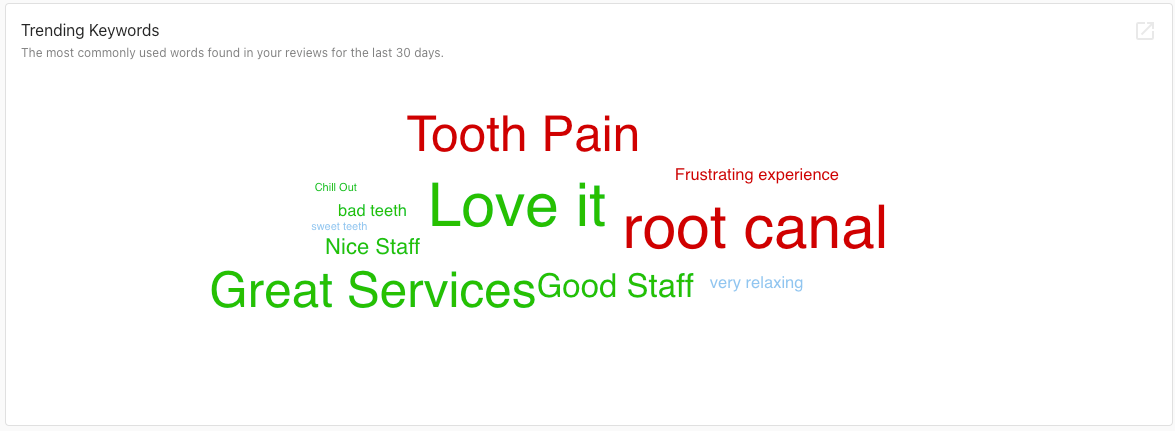 Trending Keywords
The most commonly used words found in your reviews for the last 30 days.
Tooth Pain
Frustrating experience
Chill Out
Love it
bad teeth
root canal
sweet teeth
Nice Staff
Great Services
Good Staff
very relaxing